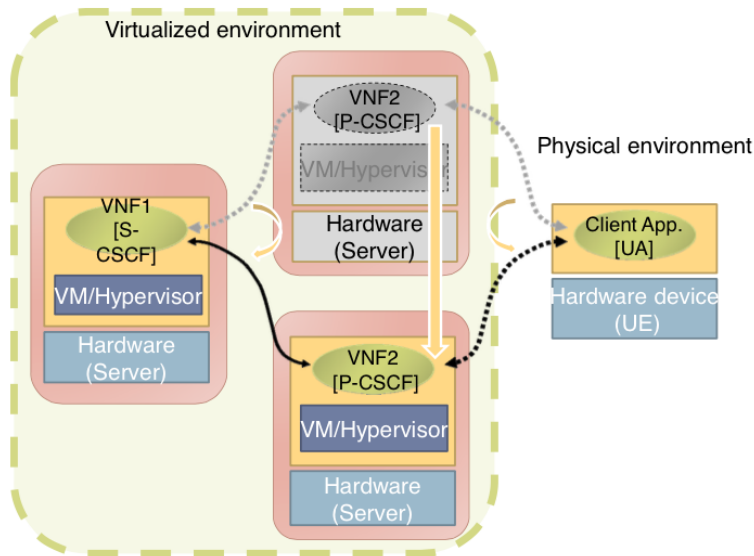 Virtualized environment
VNF2
[P-CSCF]
VM/Hypervisor
Hardware
(Server)
Physical environment
VNF1
[S-
CSCF]
VM/Hypervisor
Hardware
(Server)
Client App.
[UA]
Hardware device
(UE)
VNF2
[P-CSCF]
VM/Hypervisor
Hardware
(Server)